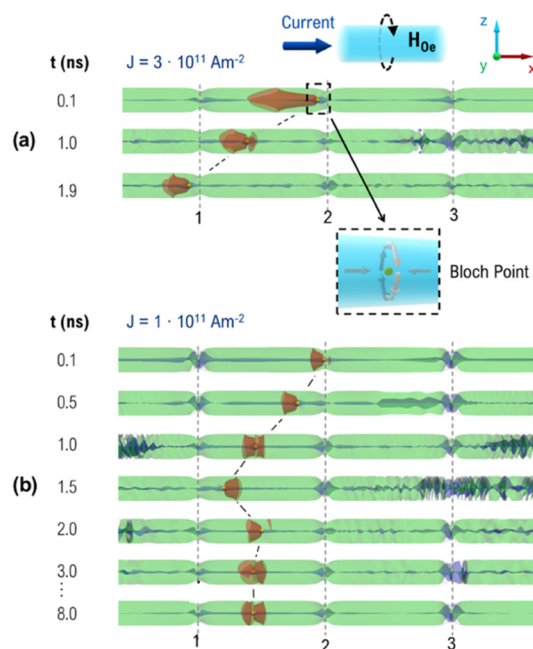 Current
H_Oe
z
y
x
t (ns)
J = 3 · 10¹¹ Am⁻²
0.1
(a)
1.0
1.9
1
2
3
Bloch Point
t (ns)
J = 1 · 10¹¹ Am⁻²
0.1
0.5
1.0
(b)
1.5
2.0
3.0
8.0
1
2
3